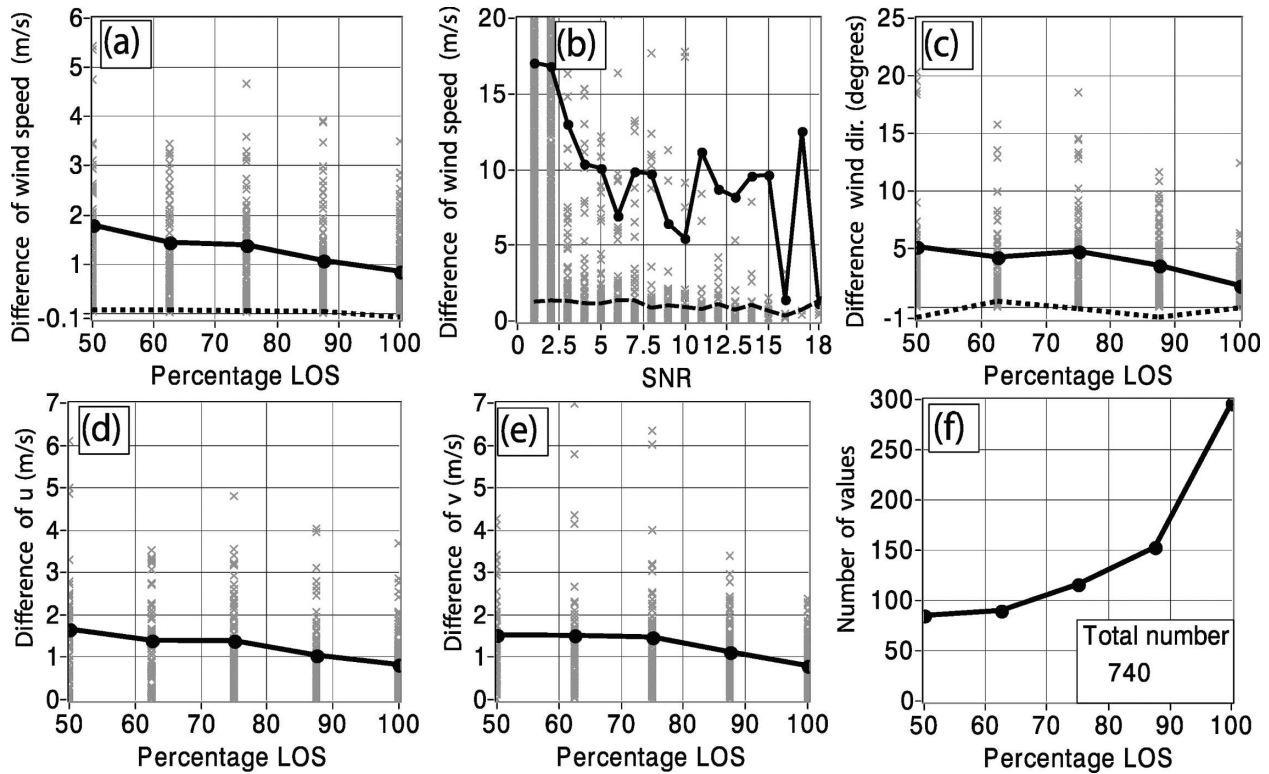 (a)
Difference of wind speed (m/s)
6
5
4
3
2
1
-0.1
50 60 70 80 90 100
Percentage LOS
(b)
Difference of wind speed (m/s)
20
15
10
5
0
0 2.5 5 7.5 10 12.5 15 18
SNR
(c)
Difference wind dir. (degrees)
25
20
15
10
5
-1
50 60 70 80 90 100
Percentage LOS
(d)
Difference of u (m/s)
7
6
5
4
3
2
1
0
50 60 70 80 90 100
Percentage LOS
(e)
Difference of v (m/s)
7
6
5
4
3
2
1
0
50 60 70 80 90 100
Percentage LOS
(f)
Number of values
300
250
200
150
100
50
0
Total number
740
50 60 70 80 90 100
Percentage LOS